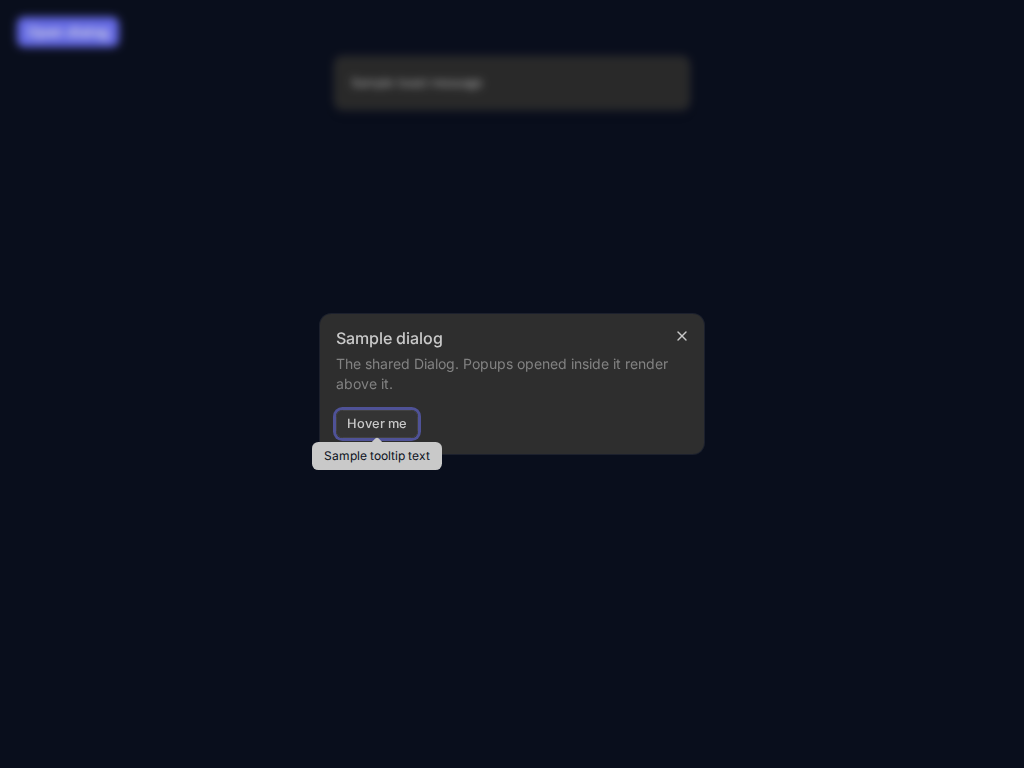 Sample dialog
The shared Dialog. Popups opened inside it render
above it.
Hover me
Sample tooltip text